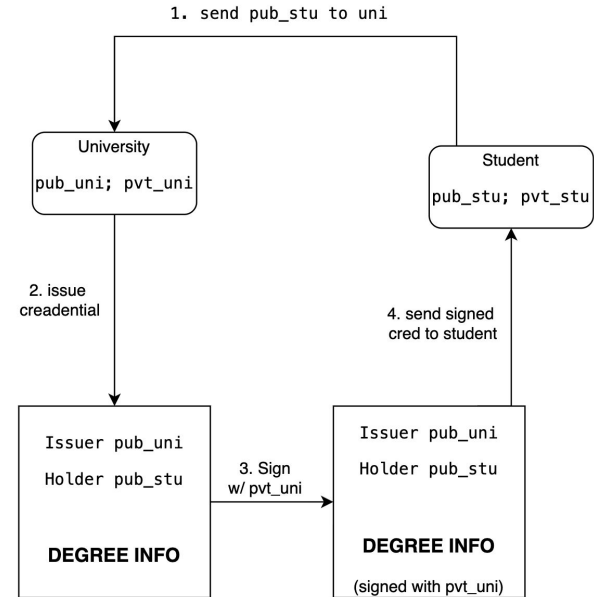 1. send pub_stu to uni
University
pub_uni; pvt_uni
Student
pub_stu; pvt_stu
2. issue
creadential
4. send signed
cred to student
Issuer pub_uni
Holder pub_stu
DEGREE INFO
3. Sign
w/ pvt_uni
Issuer pub_uni
Holder pub_stu
DEGREE INFO
(signed with pvt_uni)